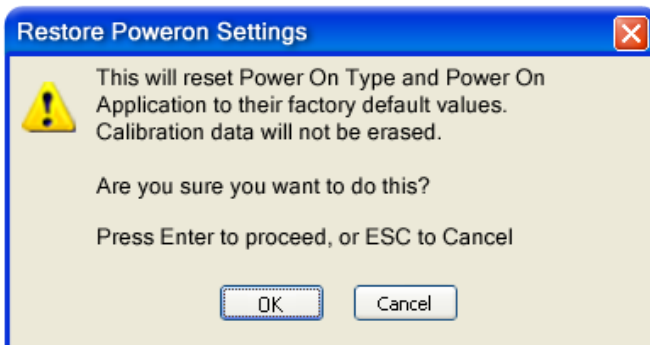 Restore Poweron Settings
This will reset Power On Type and Power On
Application to their factory default values.
Calibration data will not be erased.
Are you sure you want to do this?
Press Enter to proceed, or ESC to Cancel
OK
Cancel